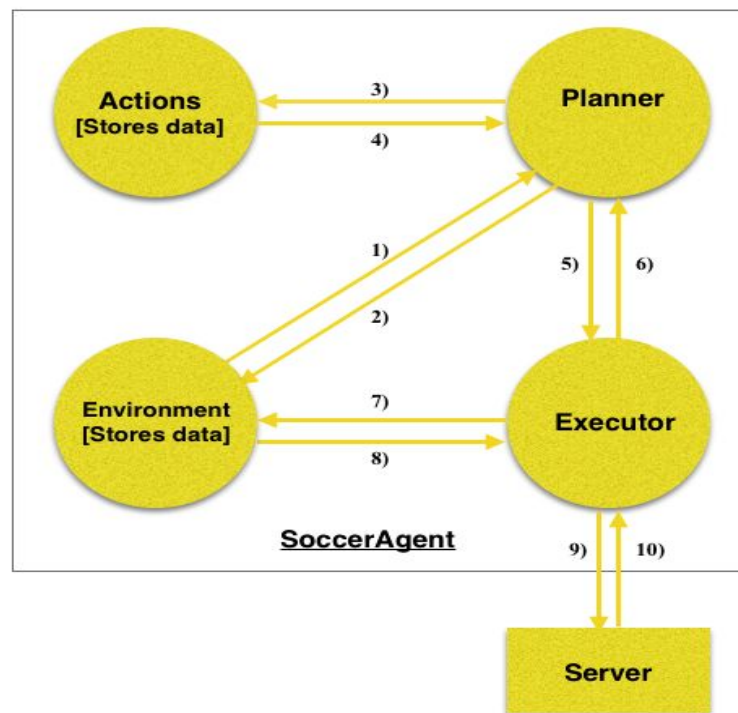 Actions
[Stores data]
3)
4)
Planner
1)
2)
5)
6)
Environment
[Stores data]
7)
8)
Executor
SoccerAgent
9)
10)
Server